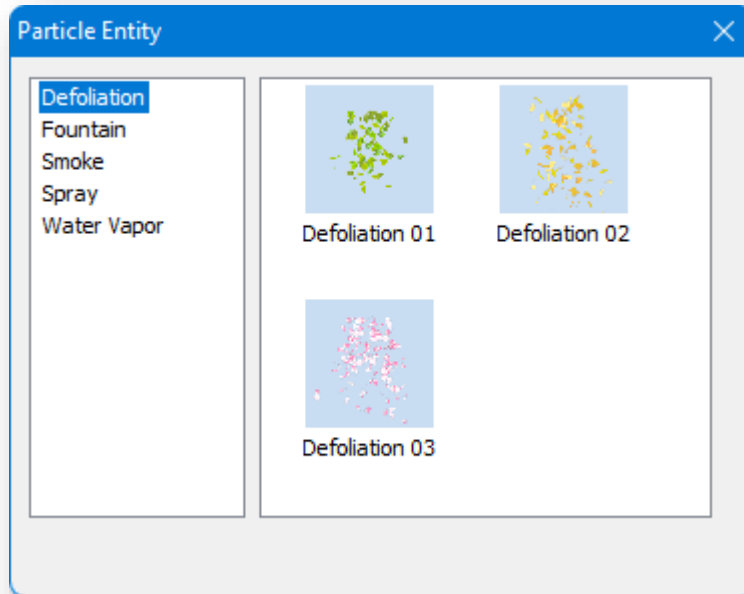 Particle Entity
Defoliation
Fountain
Smoke
Spray
Water Vapor
Defoliation 01
Defoliation 02
Defoliation 03